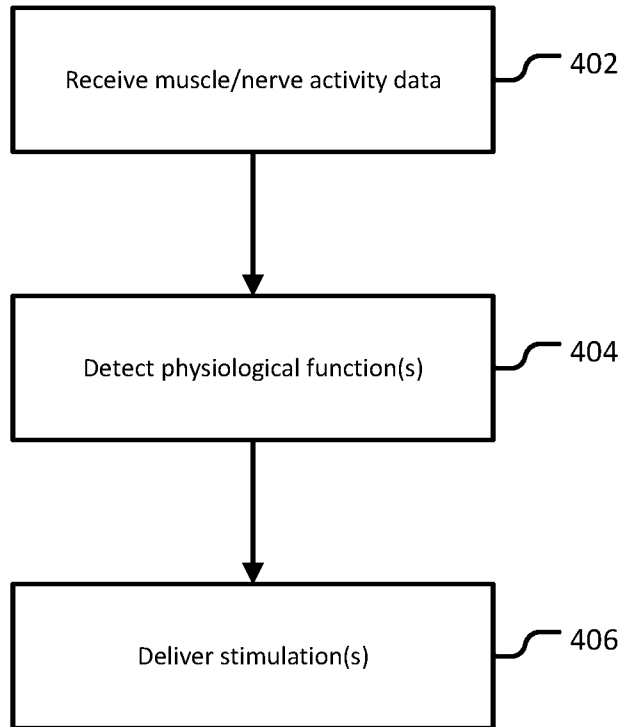 Receive muscle/nerve activity data
402
Detect physiological function(s)
404
Deliver stimulation(s)
406